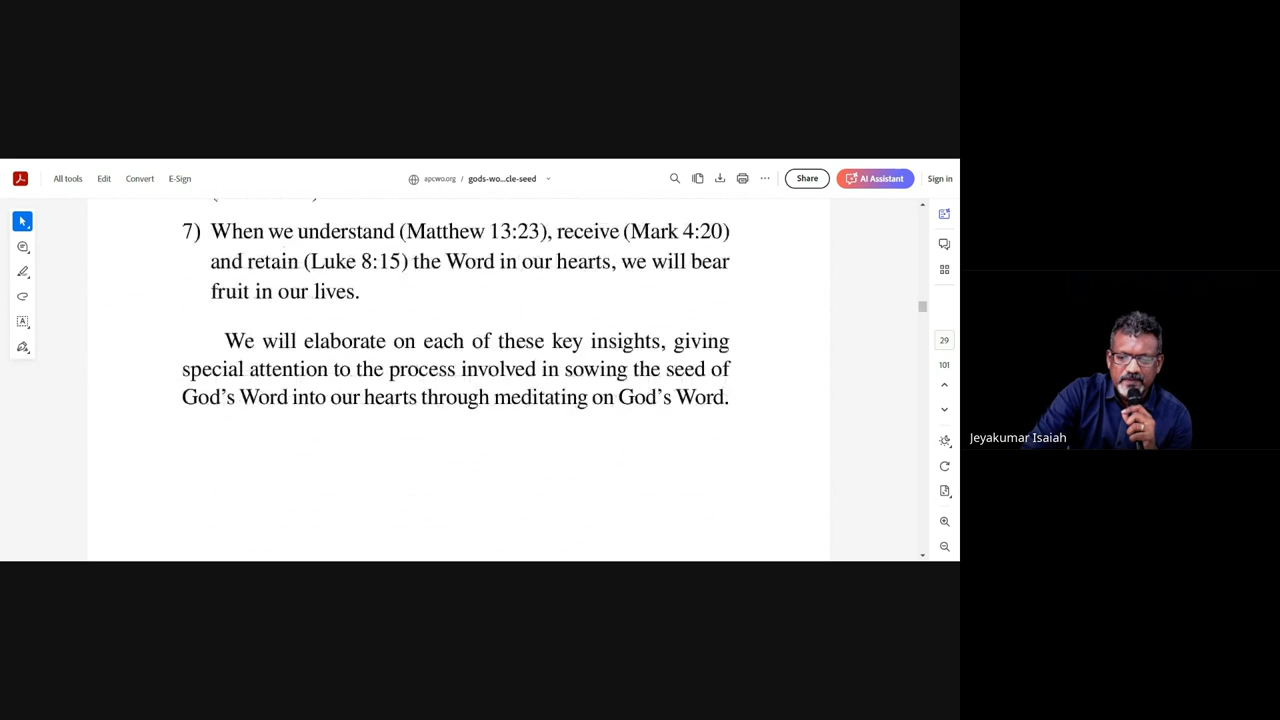 All tools Edit Convert E-Sign apcwo.org / gods-wo...cle-seed Share AI Assistant Sign in
7) When we understand (Matthew 13:23), receive (Mark 4:20)
and retain (Luke 8:15) the Word in our hearts, we will bear
fruit in our lives.
We will elaborate on each of these key insights, giving
special attention to the process involved in sowing the seed of
God's Word into our hearts through meditating on God's Word.
29
101
Jeyakumar Isaiah